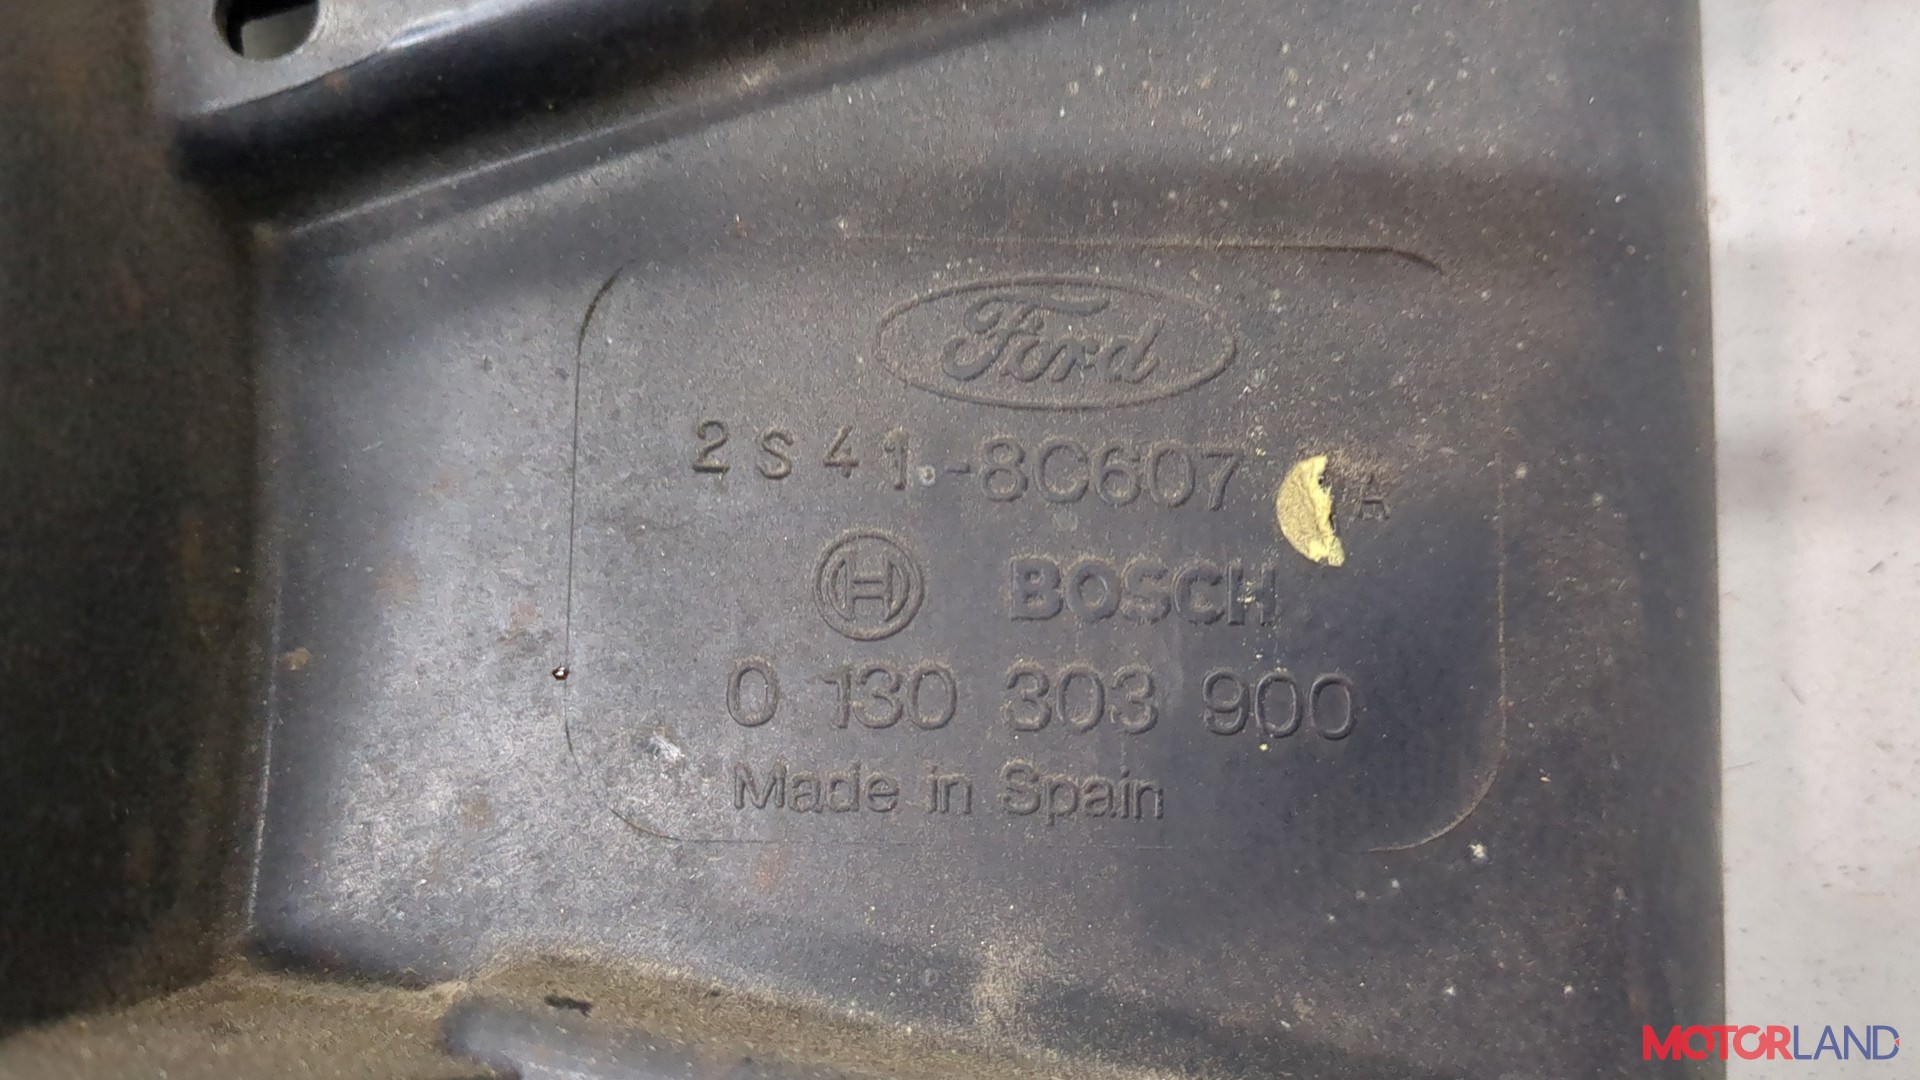 Ford
2S41-8C607 A
BOSCH
0 130 303 900
Made in Spain
MOTORLAND